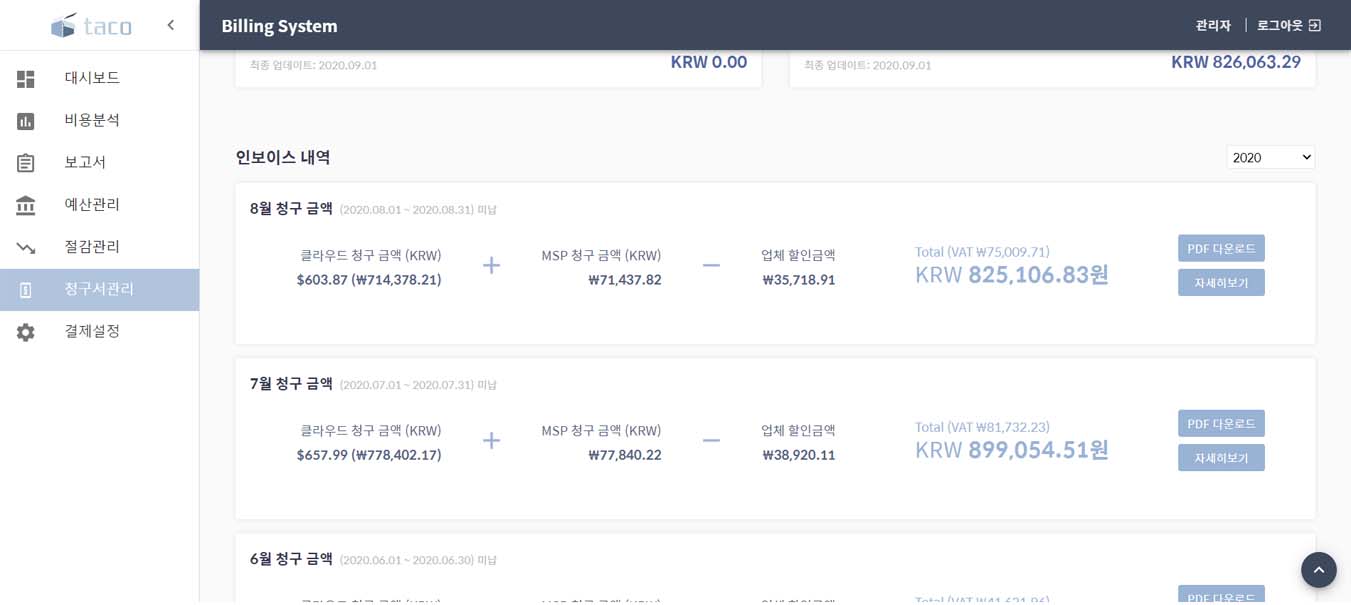 taco
Billing System
관리자
로그아웃
대시보드
비용분석
보고서
예산관리
절감관리
청구서관리
결제설정
최종 업데이트: 2020.09.01
KRW 0.00
최종 업데이트: 2020.09.01
KRW 826,063.29
인보이스 내역
2020
8월 청구 금액 (2020.08.01 ~ 2020.08.31) 미납
클라우드 청구 금액 (KRW)
$603.87 (₩714,378.21)
+
MSP 청구 금액 (KRW)
₩71,437.82
—
업체 할인금액
₩35,718.91
Total (VAT ₩75,009.71)
KRW 825,106.83원
PDF 다운로드
자세히보기
7월 청구 금액 (2020.07.01 ~ 2020.07.31) 미납
클라우드 청구 금액 (KRW)
$657.99 (₩778,402.17)
+
MSP 청구 금액 (KRW)
₩77,840.22
—
업체 할인금액
₩38,920.11
Total (VAT ₩81,732.23)
KRW 899,054.51원
PDF 다운로드
자세히보기
6월 청구 금액 (2020.06.01 ~ 2020.06.30) 미납
PDF 다운로드